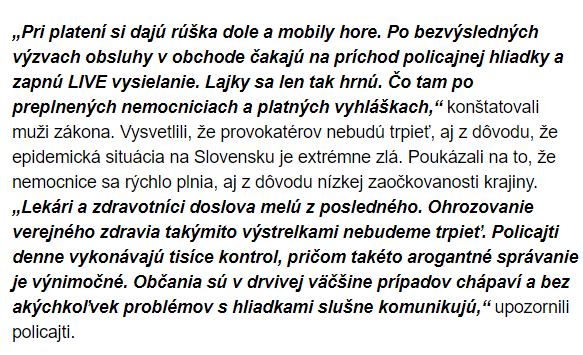 „Pri platení si dajú rúška dole a mobily hore. Po bezvýsledných
výzvach obsluhy v obchode čakajú na príchod policajnej hliadky a
zapnú LIVE vysielanie. Lajky sa len tak hrnú. Čo tam po
preplnených nemocniciach a platných vyhláškach,“ konštatovali
muži zákona. Vysvetlili, že provokatérov nebudú trpieť, aj z dôvodu, že
epidemická situácia na Slovensku je extrémne zlá. Poukázali na to, že
nemocnice sa rýchlo plnia, aj z dôvodu nízkej zaočkovanosti krajiny.
„Lekári a zdravotníci doslova melú z posledného. Ohrozovanie
verejného zdravia takýmito výstrelkami nebudeme trpieť. Policajti
denne vykonávajú tisíce kontrol, pričom takéto arogantné správanie
je výnimočné. Občania sú v drvivej väčšine prípadov chápaví a bez
akýchkoľvek problémov s hliadkami slušne komunikujú,“ upozornili
policajti.